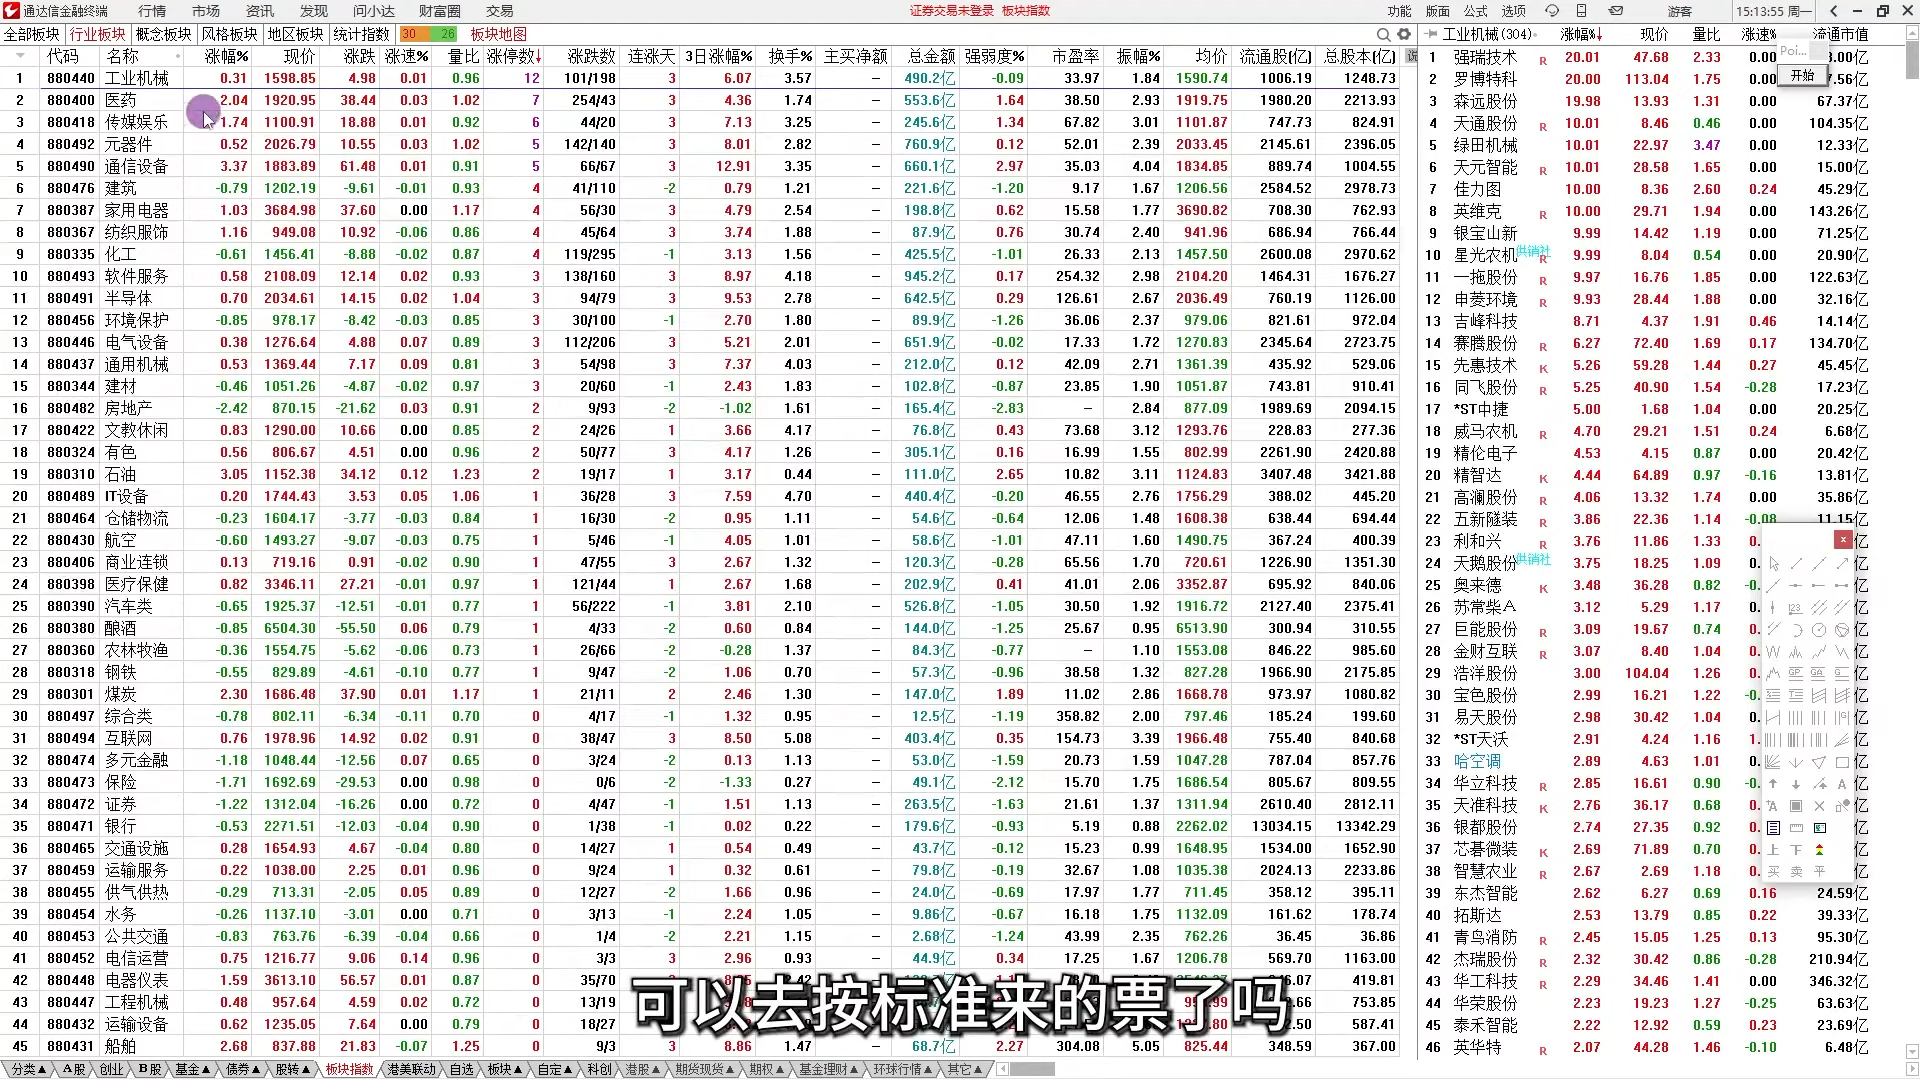 通达信金融终端 行情 市场 资讯 发现 问小达 财富圈 交易 证券交易未登录 板块指数 功能 版面 公式 选项 游客 15:13:55 周一
全部板块 行业板块 概念板块 风格板块 地区板块 统计指数 30 26 板块地图
代码 名称 涨幅% 现价 涨跌 涨速% 量比 涨停数↓ 涨跌数 连涨天 3日涨幅% 换手% 主买净额 总金额 强弱度% 市盈率 振幅% 均价 流通股(亿) 总股本(亿)
1 880440 工业机械 0.31 1598.85 4.98 0.01 0.96 12 101/198 3 6.07 3.57 — 490.2亿 -0.09 33.97 1.84 1590.74 1006.19 1248.73
2 880400 医药 2.04 1920.95 38.44 0.03 1.02 7 254/43 3 4.36 1.74 — 553.6亿 1.64 38.50 2.93 1919.75 1980.20 2213.93
3 880418 传媒娱乐 1.74 1100.91 18.88 0.01 0.92 6 44/20 3 7.13 3.25 — 245.6亿 1.34 67.82 3.01 1101.87 747.73 824.91
4 880492 元器件 0.52 2026.79 10.55 0.03 1.02 5 142/140 3 8.01 2.82 — 760.9亿 0.12 52.01 2.39 2033.45 2145.61 2396.05
5 880490 通信设备 3.37 1883.89 61.48 0.01 0.91 5 66/67 3 12.91 3.35 — 660.1亿 2.97 35.03 4.04 1834.85 889.74 1004.55
6 880476 建筑 -0.79 1202.19 -9.61 -0.01 0.93 4 41/110 -2 0.79 1.21 — 221.6亿 -1.20 9.17 1.67 1206.56 2584.52 2978.73
7 880387 家用电器 1.03 3684.98 37.60 0.00 1.17 4 56/30 3 4.79 2.54 — 198.8亿 0.62 15.58 1.77 3690.82 708.30 762.93
8 880367 纺织服饰 1.16 949.08 10.92 -0.06 0.86 4 45/64 3 3.74 1.88 — 87.9亿 0.76 30.74 2.40 941.96 686.94 766.44
9 880335 化工 -0.61 1456.41 -8.88 -0.02 0.87 4 119/295 -1 3.13 1.56 — 425.5亿 -1.01 26.33 2.13 1457.50 2600.08 2970.62
10 880493 软件服务 0.58 2108.09 12.14 0.02 0.93 3 138/160 3 8.97 4.18 — 945.2亿 0.17 254.32 2.98 2104.20 1464.31 1676.27
11 880491 半导体 0.70 2034.61 14.15 0.02 1.04 3 94/79 3 9.53 2.78 — 642.5亿 0.29 126.61 2.67 2036.49 760.19 1126.00
12 880456 环境保护 -0.85 978.17 -8.42 -0.03 0.85 3 30/100 -1 2.70 1.80 — 89.9亿 -1.26 36.06 2.37 979.06 821.61 972.04
13 880446 电气设备 0.38 1276.64 4.88 0.07 0.89 3 112/206 3 5.21 2.01 — 651.9亿 -0.02 17.33 1.72 1270.83 2345.64 2723.75
14 880437 通用机械 0.53 1369.44 7.17 0.09 0.81 3 54/98 3 7.37 4.03 — 212.0亿 0.12 42.09 2.71 1361.39 435.92 529.06
15 880344 建材 -0.46 1051.26 -4.87 -0.02 0.97 3 20/60 -1 2.43 1.83 — 102.8亿 -0.87 23.85 1.90 1051.87 743.81 910.41
16 880482 房地产 -2.42 870.15 -21.62 0.03 0.91 2 9/93 -2 -1.02 1.61 — 165.4亿 -2.83 — 2.84 877.09 1989.69 2094.15
17 880422 文教休闲 0.83 1290.00 10.66 0.00 0.85 2 24/26 1 3.66 4.17 — 76.8亿 0.43 73.68 3.12 1293.76 228.83 277.36
18 880324 有色 0.56 806.67 4.51 0.00 0.96 2 50/77 3 4.17 1.26 — 305.1亿 0.16 16.99 1.55 802.99 2261.90 2420.88
19 880310 石油 3.05 1152.38 34.12 0.12 1.23 2 19/17 1 3.17 0.44 — 111.0亿 2.65 10.82 3.11 1124.83 3407.48 3421.88
20 880489 IT设备 0.20 1744.43 3.53 0.05 1.06 1 36/28 3 7.59 4.70 — 440.4亿 -0.20 46.55 2.76 1756.29 388.02 445.20
21 880464 仓储物流 -0.23 1604.17 -3.77 -0.03 0.84 1 16/30 -2 0.95 1.11 — 54.6亿 -0.64 12.06 1.48 1608.38 638.44 694.44
22 880430 航空 -0.60 1493.27 -9.07 -0.03 0.75 1 5/46 -1 4.05 1.01 — 58.6亿 -1.01 47.11 1.60 1490.75 367.24 400.39
23 880406 商业连锁 0.13 719.16 0.91 -0.02 0.90 1 47/55 3 2.67 1.32 — 120.3亿 -0.28 65.56 1.70 720.61 1226.90 1351.30
24 880398 医疗保健 0.82 3346.11 27.21 -0.01 0.97 1 121/44 3 2.67 1.68 — 202.9亿 0.41 41.01 2.06 3352.87 695.92 840.06
25 880390 汽车类 -0.65 1925.37 -12.51 -0.01 0.77 1 56/222 -1 3.81 2.10 — 526.8亿 -1.05 30.50 1.92 1916.72 2127.40 2375.41
26 880380 酿酒 -0.85 6504.30 -55.50 0.06 0.79 1 4/33 -2 0.60 0.84 — 144.0亿 -1.25 25.67 0.95 6513.90 300.94 310.55
27 880360 农林牧渔 -0.36 1554.75 -5.62 -0.06 0.73 1 26/66 -2 -0.28 1.37 — 84.3亿 -0.77 — 1.10 1553.08 846.22 985.60
28 880318 钢铁 -0.55 829.89 -4.61 -0.10 0.77 1 9/47 -2 1.06 0.70 — 57.3亿 -0.96 38.58 1.32 827.28 1966.90 2175.85
29 880301 煤炭 2.30 1686.48 37.90 0.01 1.17 1 21/11 2 2.46 1.30 — 147.0亿 1.89 11.02 2.86 1668.78 973.97 1080.82
30 880497 综合类 -0.78 802.11 -6.34 -0.11 0.70 0 4/17 -1 1.32 0.95 — 12.5亿 -1.19 358.82 2.00 797.46 185.24 199.60
31 880494 互联网 0.76 1978.96 14.92 0.02 0.91 0 38/47 3 8.50 5.08 — 403.4亿 0.35 154.73 3.39 1966.48 755.40 840.68
32 880474 多元金融 -1.18 1048.44 -12.56 0.07 0.65 0 3/24 -2 0.13 1.13 — 53.0亿 -1.59 20.73 1.59 1047.28 787.04 857.76
33 880473 保险 -1.71 1692.69 -29.53 0.00 0.98 0 0/6 -2 -1.33 0.27 — 49.1亿 -2.12 15.70 1.75 1686.54 805.67 809.55
34 880472 证券 -1.22 1312.04 -16.26 0.00 0.72 0 4/47 -1 1.51 1.13 — 263.5亿 -1.63 21.61 1.37 1311.94 2610.40 2812.11
35 880471 银行 -0.53 2271.51 -12.03 -0.04 0.90 0 1/38 -1 0.02 0.22 — 179.6亿 -0.93 5.19 0.88 2262.02 13034.15 13342.29
36 880465 交通设施 0.28 1654.93 4.67 -0.04 0.80 0 14/27 1 0.54 0.49 — 43.7亿 -0.12 15.23 0.99 1648.95 1534.00 1652.90
37 880459 运输服务 0.22 1038.00 2.25 0.01 0.96 0 9/24 1 0.32 0.61 — 79.8亿 -0.19 32.67 1.08 1035.38 2024.13 2233.86
38 880455 供气供热 -0.29 713.31 -2.05 0.05 0.89 0 12/27 -2 1.66 0.96 — 24.0亿 -0.69 17.97 1.77 711.45 358.12 395.11
39 880454 水务 -0.26 1137.10 -3.01 0.00 0.71 0 3/13 -1 2.24 1.05 — 9.86亿 -0.67 16.18 1.75 1132.09 161.62 178.74
40 880453 公共交通 -0.83 763.76 -6.39 -0.04 0.66 0 1/4 -2 2.21 1.15 — 2.68亿 -1.24 43.99 2.35 762.26 36.45 36.86
41 880452 电信运营 0.75 1216.77 9.06 0.14 0.96 0 3/3 3 2.96 0.93 — 44.9亿 0.34 17.25 1.67 1206.78 569.70 1163.00
42 880448 电器仪表 1.59 3613.10 56.57 0.01 0.87 0 35/70 419.81
43 880447 工程机械 0.48 957.64 4.59 0.02 0.72 0 13/19 753.85
44 880432 运输设备 0.62 1235.05 7.64 0.00 0.79 0 18/27 587.41
45 880431 船舶 2.68 837.88 21.83 -0.07 1.25 0 9/3 3 8.86 1.47 — 68.7亿 2.27 304.08 5.05 825.44 348.59 367.00
可以去按标准来的票了吗
工业机械(304) 涨幅%↓ 现价 量比 涨速% 流通市值
Poi...
开始
1 强瑞技术 R 20.01 47.68 2.33 0.00
2 罗博特科 20.00 113.04 1.75 0.00
3 森远股份 19.98 13.93 1.31 0.00 67.37亿
4 天通股份 R 10.01 8.46 0.46 0.00 104.35亿
5 绿田机械 10.01 22.97 3.47 0.00 12.33亿
6 天元智能 R 10.01 28.58 1.65 0.00 15.00亿
7 佳力图 10.00 8.36 2.60 0.24 45.29亿
8 英维克 R 10.00 29.71 1.94 0.00 143.26亿
9 银宝山新 9.99 14.42 1.19 0.00 71.25亿
10 星光农机 供销社 R 9.99 8.04 0.54 0.00 20.90亿
11 一拖股份 R 9.97 16.76 1.85 0.00 122.63亿
12 申菱环境 R 9.93 28.44 1.88 0.00 32.16亿
13 吉峰科技 8.71 4.37 1.91 0.46 14.14亿
14 赛腾股份 R 6.27 72.40 1.69 0.17 134.70亿
15 先惠技术 K 5.26 59.28 1.44 0.27 45.45亿
16 同飞股份 R 5.25 40.90 1.54 -0.28 17.23亿
17 *ST中捷 5.00 1.68 1.04 0.00 20.25亿
18 威马农机 R 4.70 29.21 1.51 0.24 6.68亿
19 精伦电子 4.53 4.15 0.87 0.00 20.42亿
20 精智达 K 4.44 64.89 0.97 -0.16 13.81亿
21 高澜股份 R 4.06 13.32 1.74 0.00 35.86亿
22 五新隧装 R 3.86 22.36 1.14 -0.08 11.15亿
23 利和兴 R 3.76 11.86 1.33
24 天鹅股份 供销社 3.75 18.25 1.09
25 奥来德 K 3.48 36.28 0.82
26 苏常柴A 3.12 5.29 1.17
27 巨能股份 R 3.09 19.67 0.74
28 金财互联 R 3.07 8.40 1.04
29 浩洋股份 3.00 104.04 1.26
30 宝色股份 2.99 16.21 1.22
31 易天股份 2.98 30.42 1.04
32 *ST天沃 2.91 4.24 1.16
33 哈空调 2.89 4.63 1.01
34 华立科技 R 2.85 16.61 0.90
35 天准科技 K 2.76 36.17 0.68
36 银都股份 2.74 27.35 0.92
37 芯碁微装 K 2.69 71.89 0.70
38 智慧农业 R 2.67 2.69 1.18
39 东杰智能 2.62 6.27 0.69 0.16 24.59亿
40 拓斯达 2.53 13.79 0.85 0.22 39.33亿
41 青鸟消防 R 2.45 15.05 1.25 0.13 95.30亿
42 杰瑞股份 R 2.32 30.42 0.86 -0.28 210.94亿
43 华工科技 R 2.29 34.46 1.41 0.00 346.32亿
44 华荣股份 2.23 19.23 1.27 -0.25 63.63亿
45 泰禾智能 2.22 12.92 0.59 0.23 23.69亿
46 英华特 R 2.07 44.28 1.46 -0.10 6.48亿
上 下
买 卖 平
分类▲ A股 创业 B股 基金▲ 债券▲ 股转▲ 板块指数 港美联动 自选 板块▲ 自定▲ 科创 港股▲ 期货现货▲ 期权▲ 基金理财▲ 环球行情▲ 其它▲